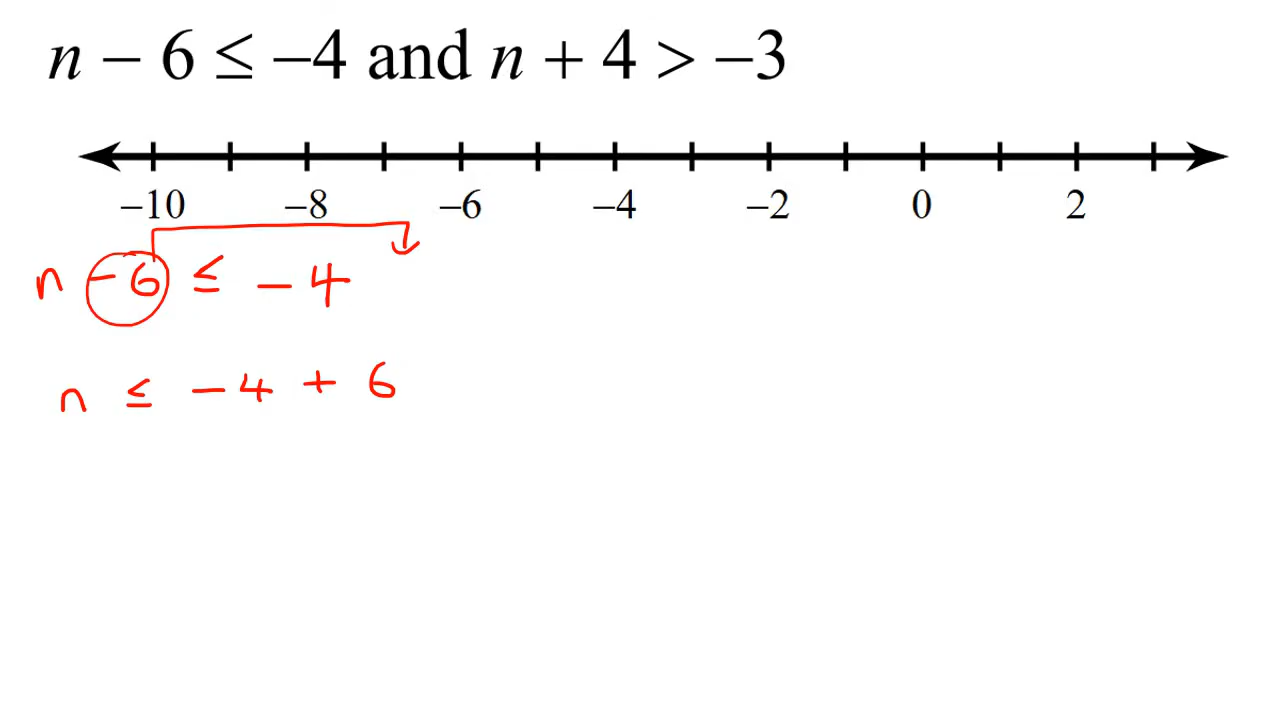 n − 6 ≤ −4 and n + 4 > −3
−10 −8 −6 −4 −2 0 2
n − 6 ≤ − 4
n ≤ − 4 + 6